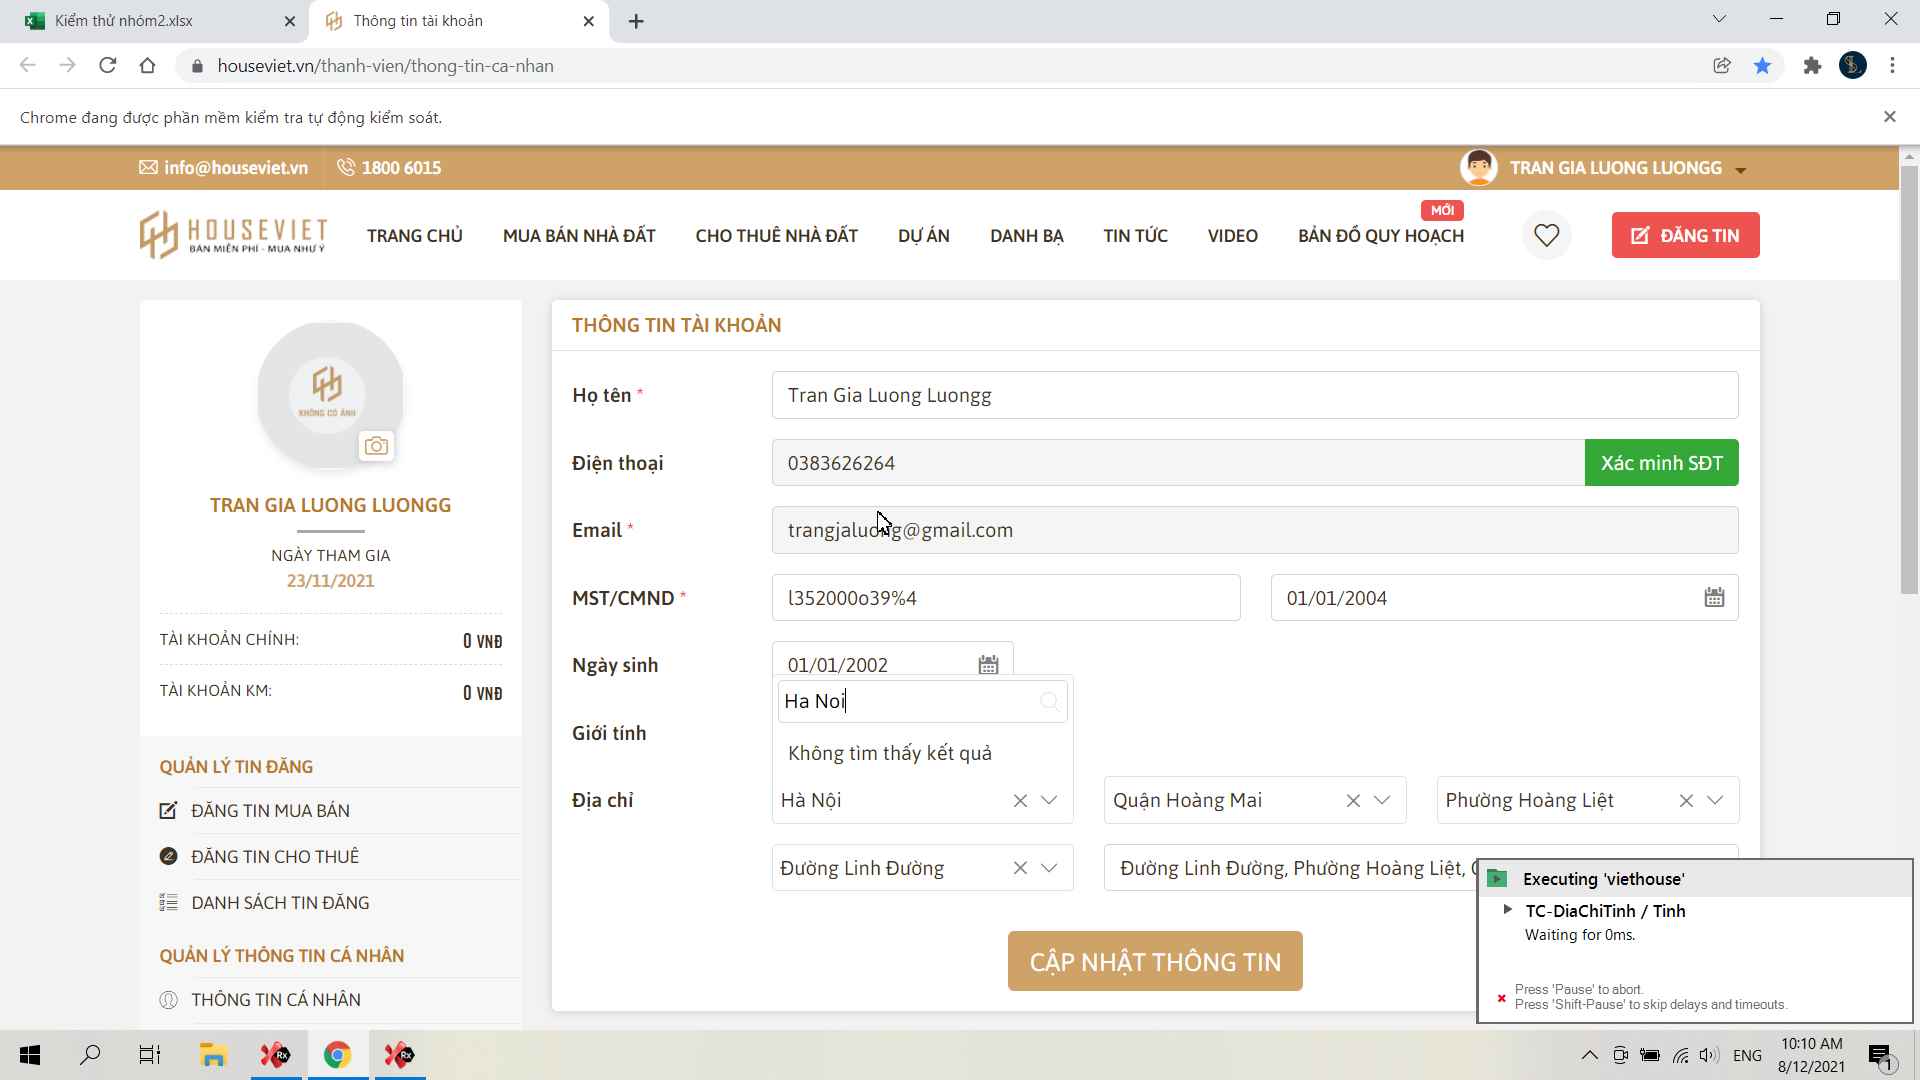 Kiểm thử nhóm2.xlsx
Thông tin tài khoản
houseviet.vn/thanh-vien/thong-tin-ca-nhan
Chrome đang được phần mềm kiểm tra tự động kiểm soát.
info@houseviet.vn
1800 6015
TRAN GIA LUONG LUONGG
HOUSEVIET
BÁN MIỄN PHÍ - MUA NHƯ Ý
TRANG CHỦ
MUA BÁN NHÀ ĐẤT
CHO THUÊ NHÀ ĐẤT
DỰ ÁN
DANH BẠ
TIN TỨC
VIDEO
MỚI
BẢN ĐỒ QUY HOẠCH
ĐĂNG TIN
KHÔNG CÓ ẢNH
TRAN GIA LUONG LUONGG
NGÀY THAM GIA
23/11/2021
TÀI KHOẢN CHÍNH: 0 VNĐ
TÀI KHOẢN KM: 0 VNĐ
QUẢN LÝ TIN ĐĂNG
ĐĂNG TIN MUA BÁN
ĐĂNG TIN CHO THUÊ
DANH SÁCH TIN ĐĂNG
QUẢN LÝ THÔNG TIN CÁ NHÂN
THÔNG TIN CÁ NHÂN
THÔNG TIN TÀI KHOẢN
Họ tên * Tran Gia Luong Luongg
Điện thoại 0383626264 Xác minh SĐT
Email * trangjaluong@gmail.com
MST/CMND * l352000o39%4 01/01/2004
Ngày sinh 01/01/2002
Ha Noi
Giới tính
Không tìm thấy kết quả
Địa chỉ Hà Nội Quận Hoàng Mai Phường Hoàng Liệt
Đường Linh Đường Đường Linh Đường, Phường Hoàng Liệt,
CẬP NHẬT THÔNG TIN
Executing 'viethouse'
TC-DiaChiTinh / Tinh
Waiting for 0ms.
Press 'Pause' to abort.
Press 'Shift-Pause' to skip delays and timeouts.
Rx
Rx
ENG
10:10 AM
8/12/2021
1